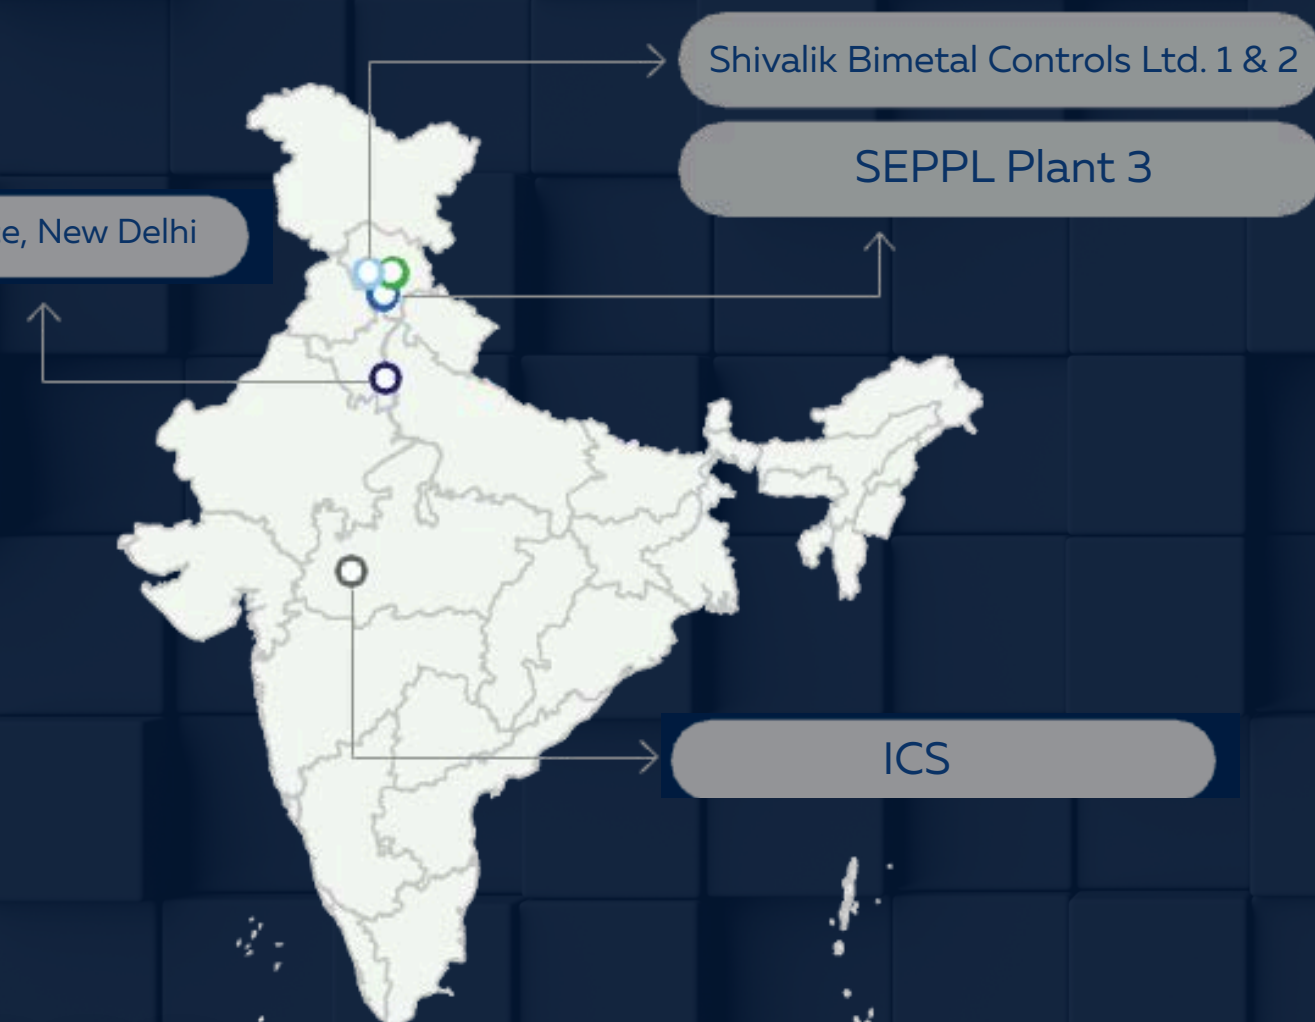 Shivalik Bimetal Controls Ltd. 1 & 2
SEPPL Plant 3
e, New Delhi
ICS